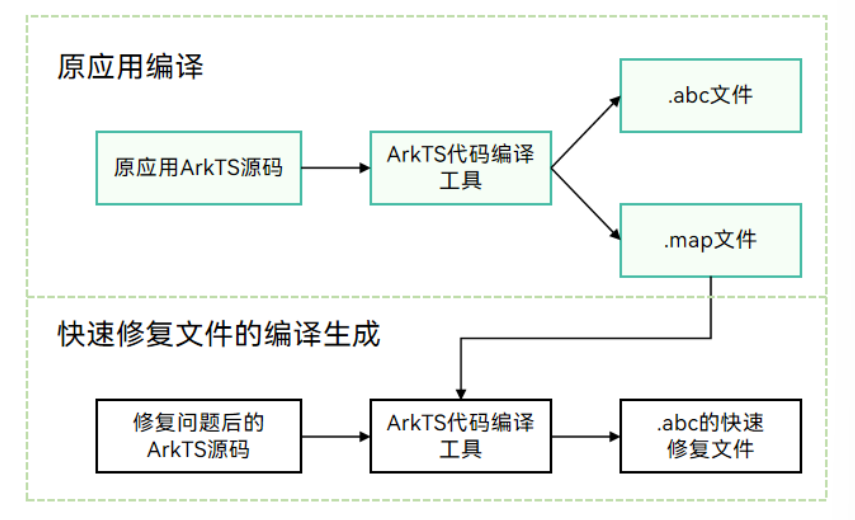 原应用编译
.abc文件
原应用ArkTS源码
ArkTS代码编译
工具
.map文件
快速修复文件的编译生成
修复问题后的
ArkTS源码
ArkTS代码编译
工具
.abc的快速
修复文件